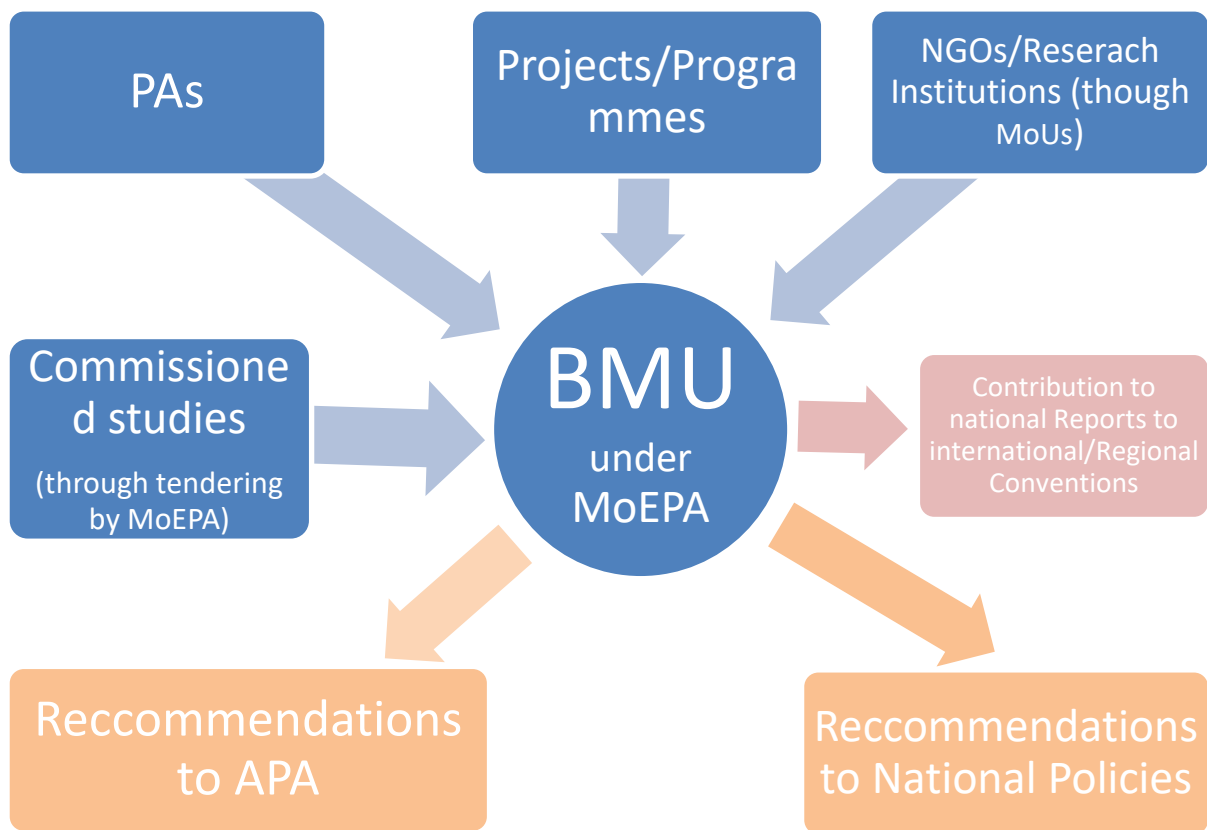 PAs
Projects/Progra
mmes
NGOs/Reserach
Institutions (though
MoUs)
Commissione
d studies
(through tendering
by MoEPA)
BMU
under
MoEPA
Contribution to
national Reports to
international/Regional
Conventions
Reccommendations
to APA
Reccommendations
to National Policies